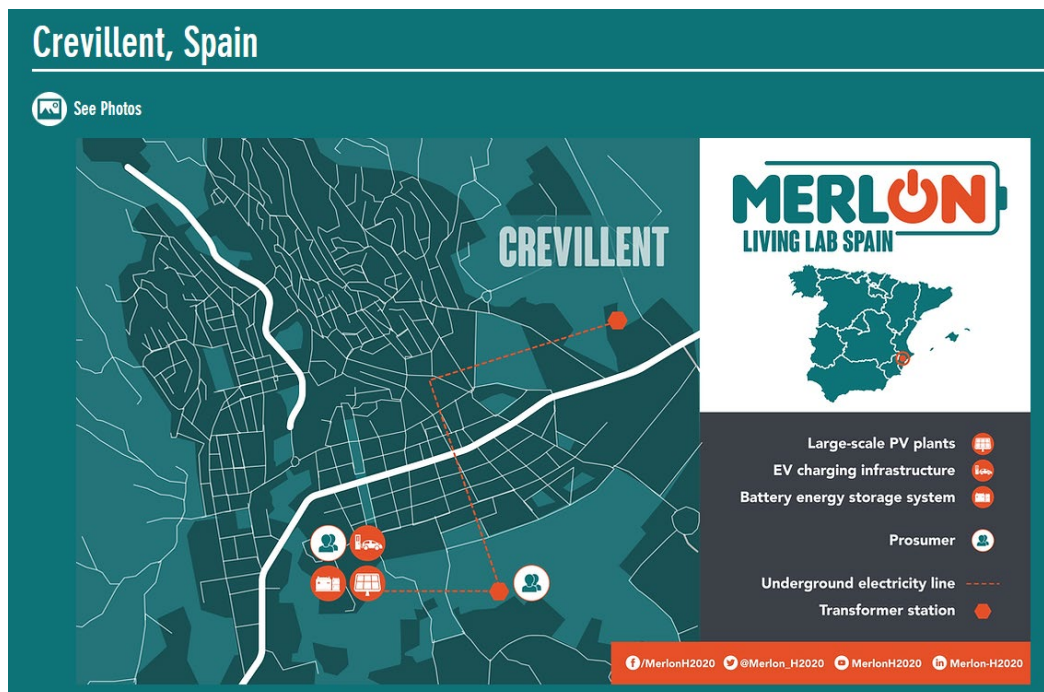 Crevillent, Spain
See Photos
CREVILLENT
MERLON
LIVING LAB SPAIN
Large-scale PV plants
EV charging infrastructure
Battery energy storage system
Prosumer
Underground electricity line
Transformer station
/MerlonH2020 @Merlon_H2020 MerlonH2020 Merlon-H2020